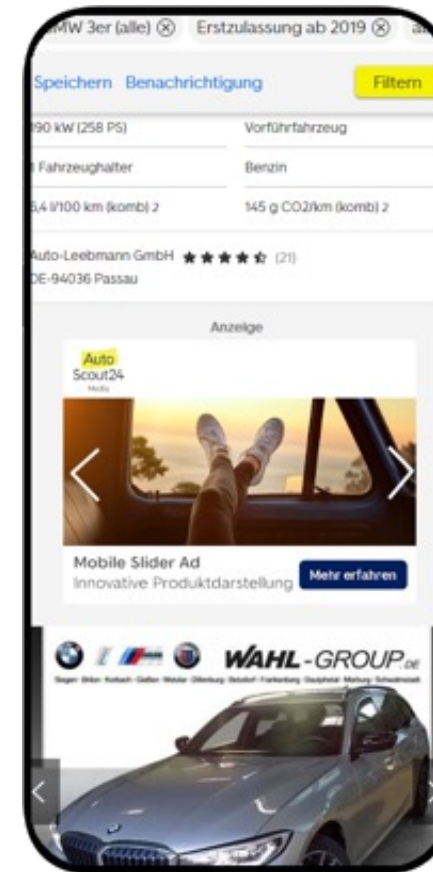 BMW 3er (alle) Erstzulassung ab 2019
Speichern Benachrichtigung Filtern
190 kW (258 PS) Vorführfahrzeug
1 Fahrzeughalter Benzin
6,4 l/100 km (komb) 2 145 g CO2/km (komb) 2
Auto-Leebmann GmbH (21)
DE-94036 Passau
Anzeige
Auto
Scout24
Media
Mobile Slider Ad
Innovative Produktdarstellung
Mehr erfahren
BMW i M WAHL-GROUP.DE